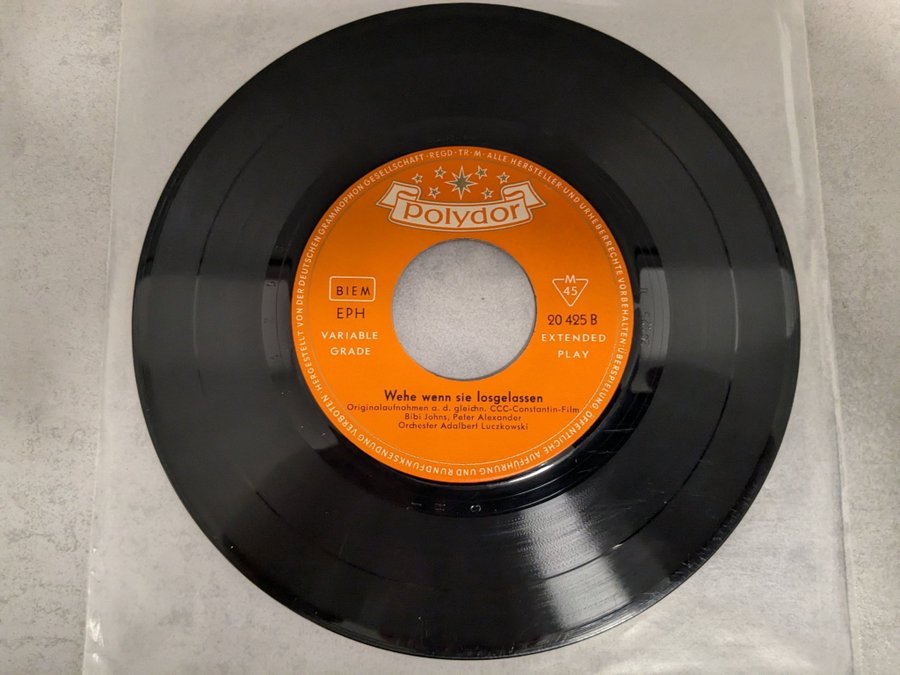 HERGESTELLT VON DER DEUTSCHEN GRAMMOPHON GESELLSCHAFT · REGD·TR·M· ALLE HERSTELLER-UND URHEBERRECHTE VORBEHALTEN·ÜBERSPIELUNG ÖFFENTLICHE AUFFÜHRUNG UND RUNDFUNKSENDUNG VERBOTEN
Polydor
BIEM
M 45
EPH
20 425 B
VARIABLE GRADE
EXTENDED PLAY
Wehe wenn sie losgelassen
Originalaufnahmen a. d. gleichn. CCC-Constantin-Film
Bibi Johns, Peter Alexander
Orchester Adalbert Luczkowski